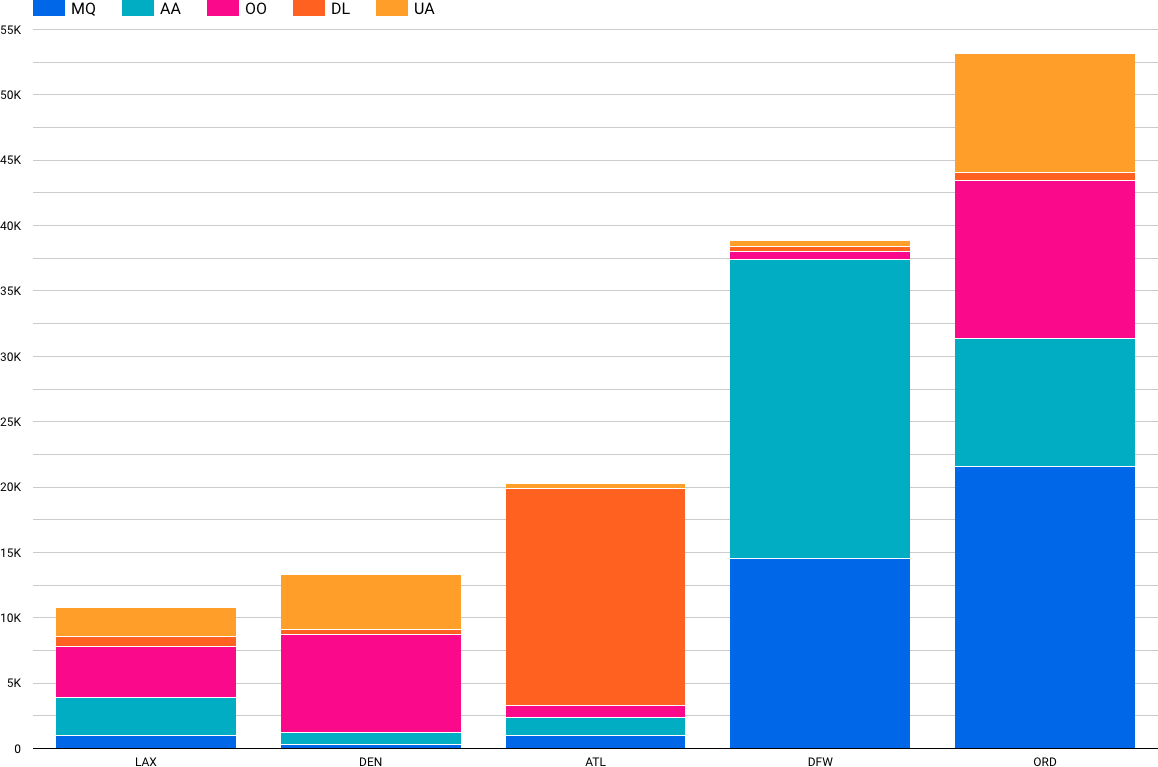 MQ AA OO DL UA
55K
50K
45K
40K
35K
30K
25K
20K
15K
10K
5K
0
LAX DEN ATL DFW ORD